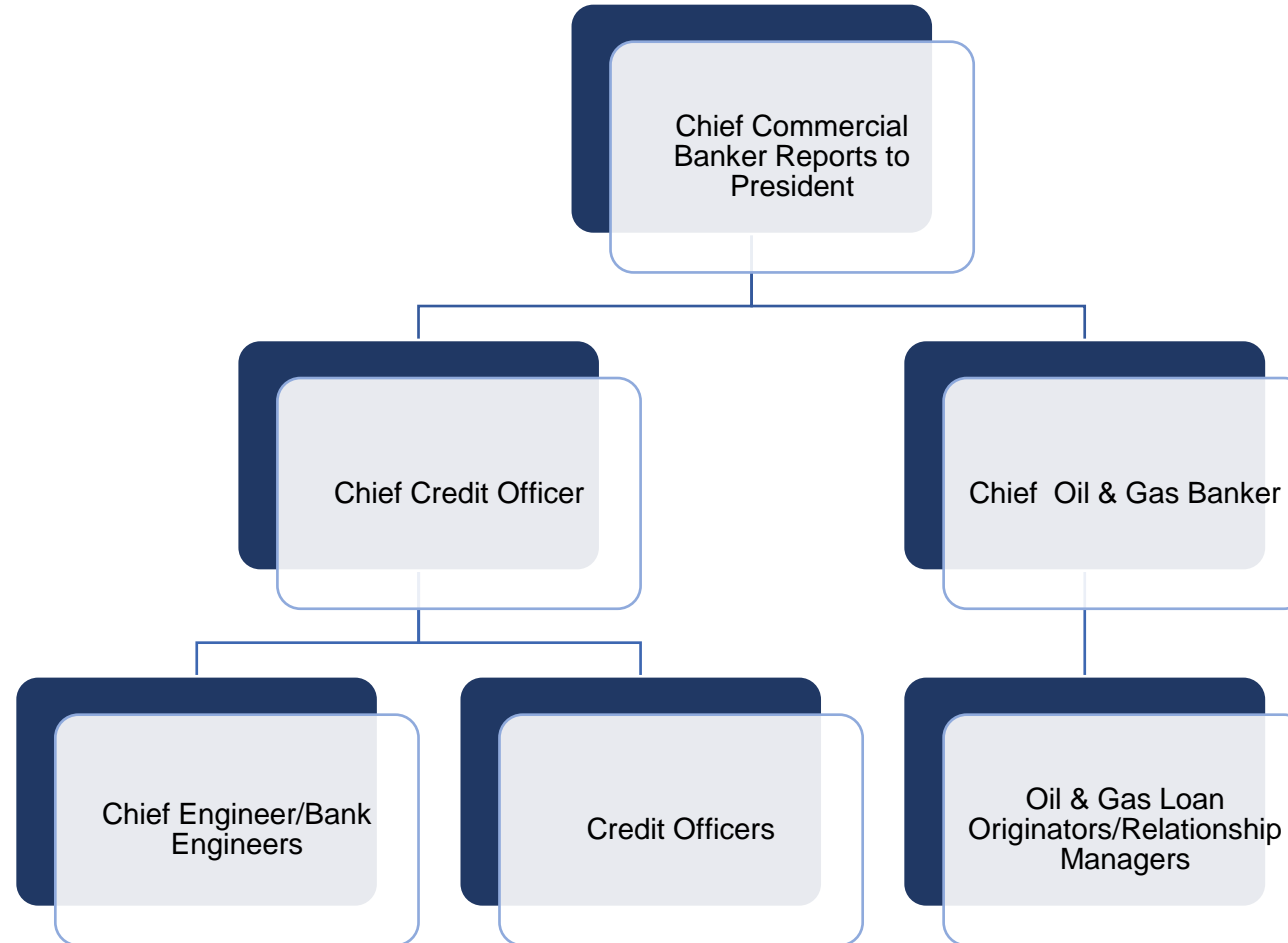 Chief Commercial
Banker Reports to
President
Chief Credit Officer
Chief  Oil & Gas Banker
Chief Engineer/Bank
Engineers
Credit Officers
Oil & Gas Loan
Originators/Relationship
Managers